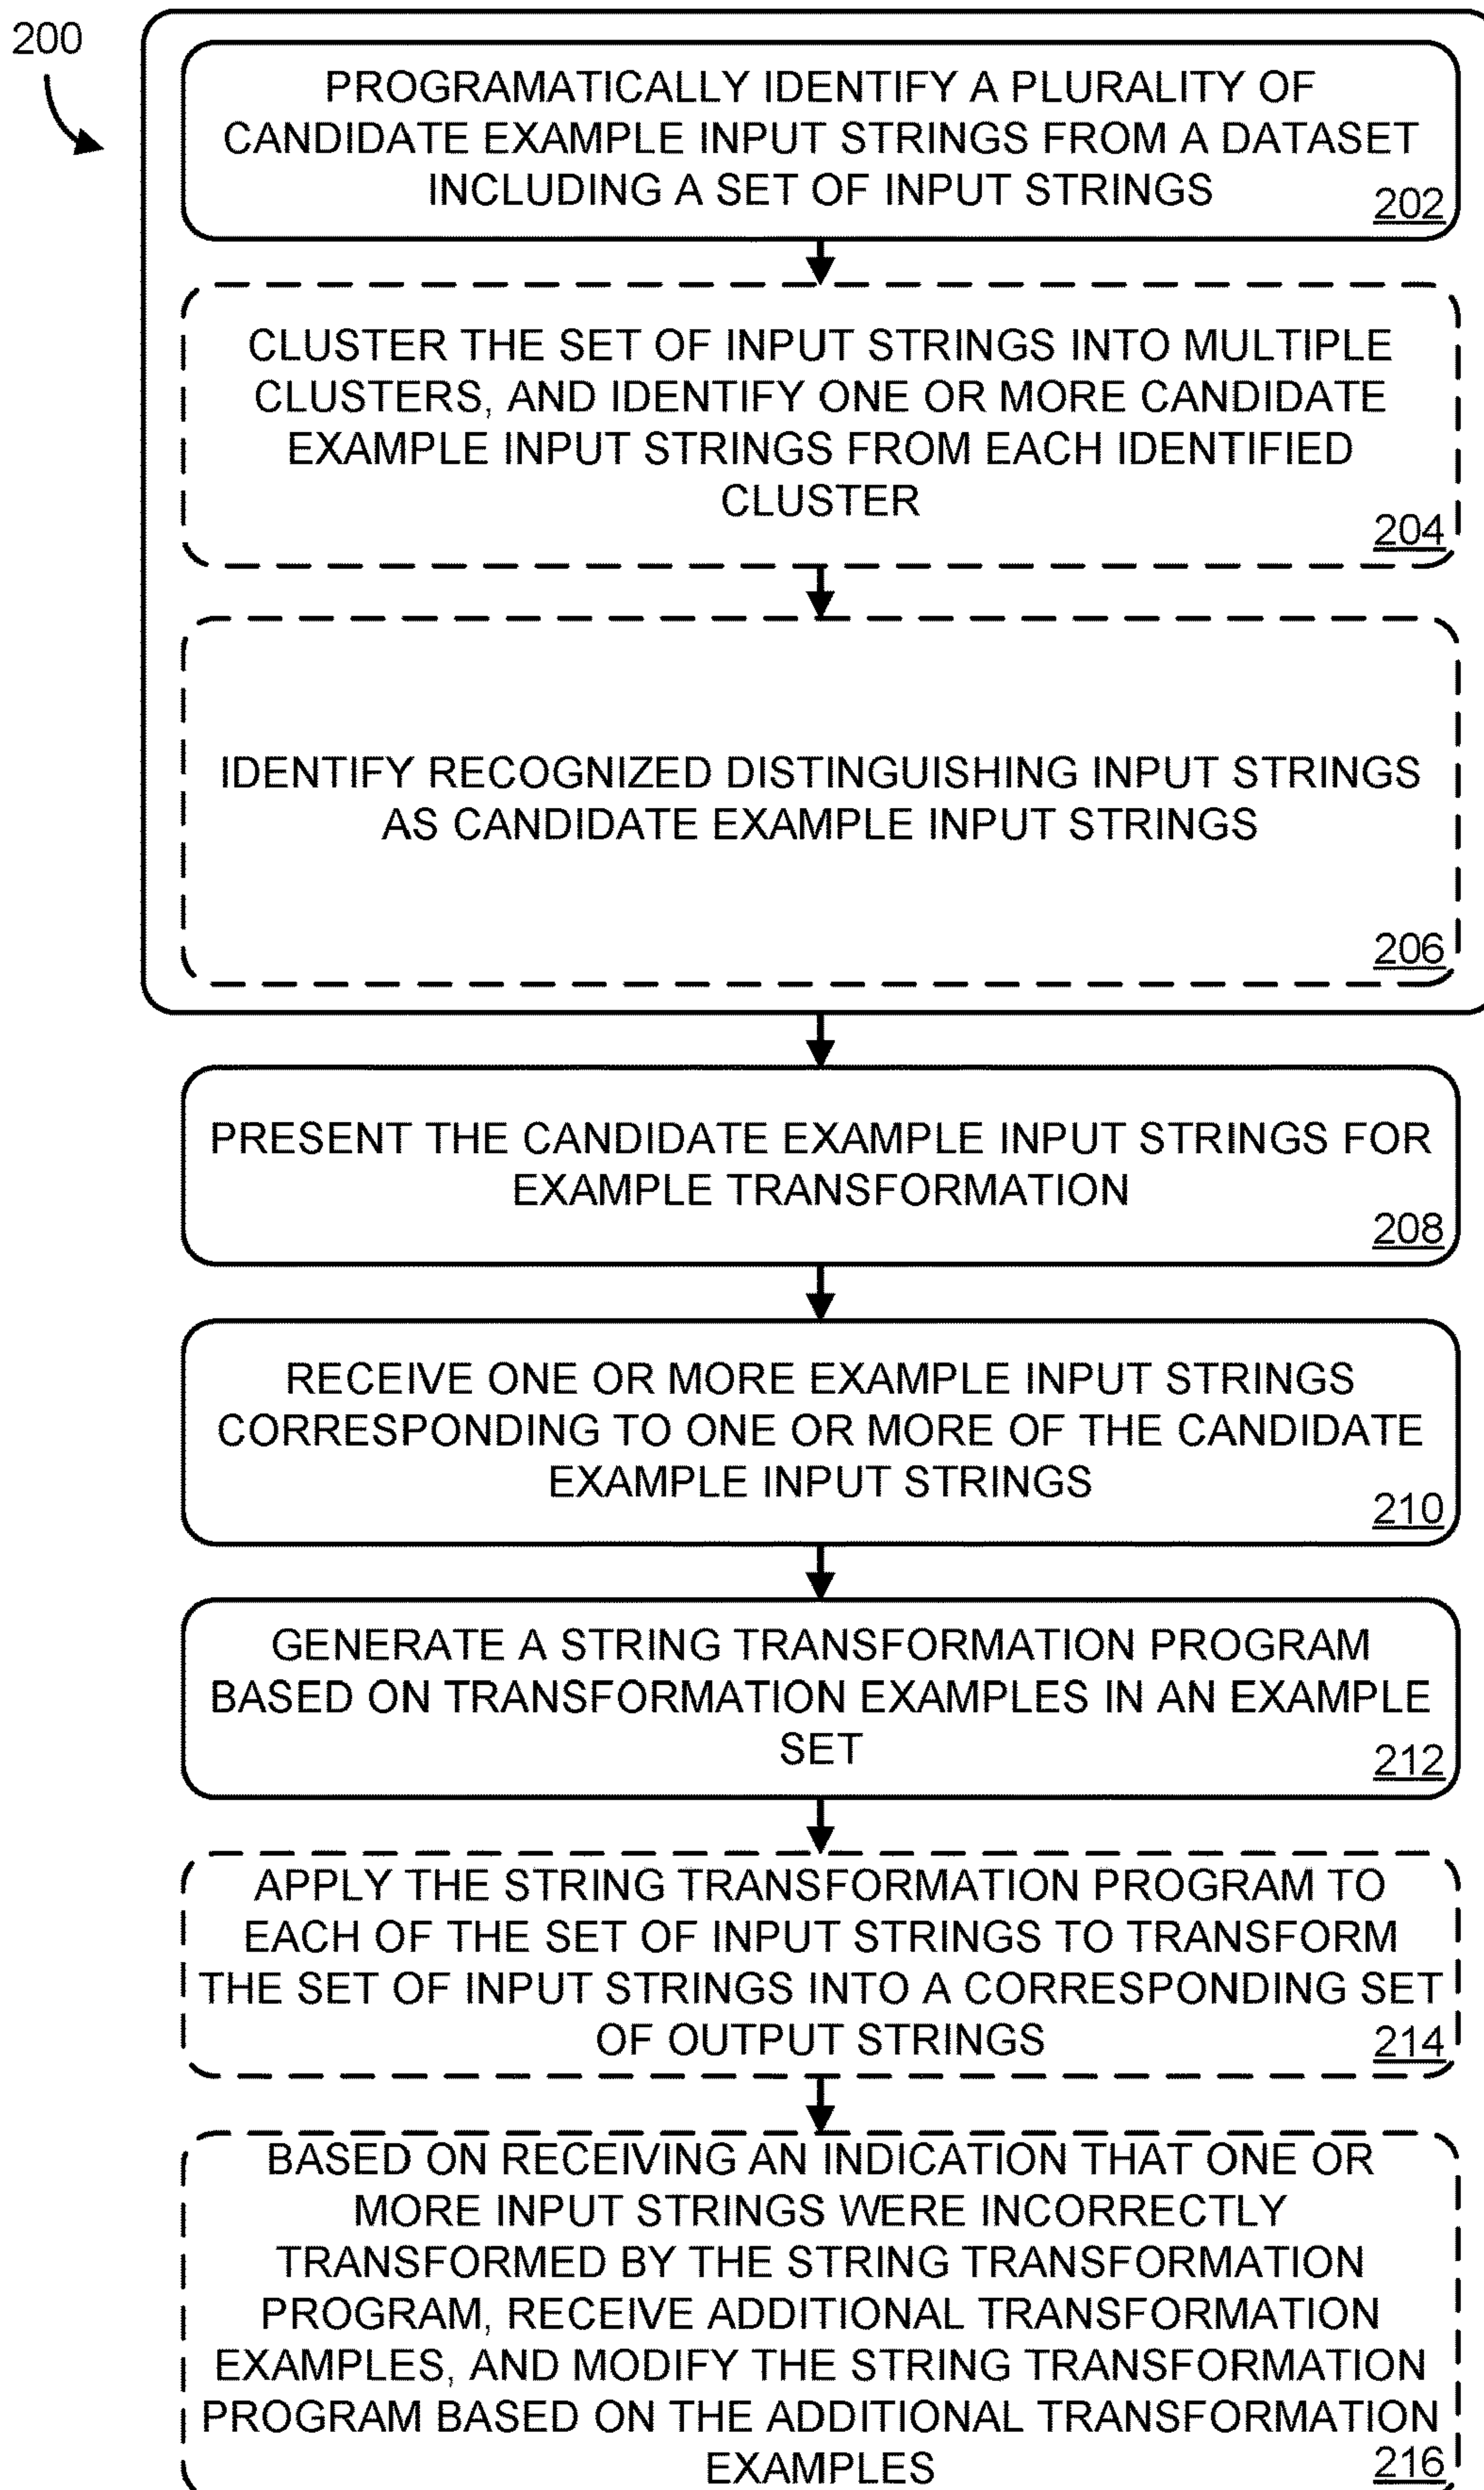 200
PROGRAMATICALLY IDENTIFY A PLURALITY OF
CANDIDATE EXAMPLE INPUT STRINGS FROM A DATASET
INCLUDING A SET OF INPUT STRINGS
202
CLUSTER THE SET OF INPUT STRINGS INTO MULTIPLE
CLUSTERS, AND IDENTIFY ONE OR MORE CANDIDATE
EXAMPLE INPUT STRINGS FROM EACH IDENTIFIED
CLUSTER
204
IDENTIFY RECOGNIZED DISTINGUISHING INPUT STRINGS
AS CANDIDATE EXAMPLE INPUT STRINGS
206
PRESENT THE CANDIDATE EXAMPLE INPUT STRINGS FOR
EXAMPLE TRANSFORMATION
208
RECEIVE ONE OR MORE EXAMPLE INPUT STRINGS
CORRESPONDING TO ONE OR MORE OF THE CANDIDATE
EXAMPLE INPUT STRINGS
210
GENERATE A STRING TRANSFORMATION PROGRAM
BASED ON TRANSFORMATION EXAMPLES IN AN EXAMPLE
SET
212
APPLY THE STRING TRANSFORMATION PROGRAM TO
EACH OF THE SET OF INPUT STRINGS TO TRANSFORM
THE SET OF INPUT STRINGS INTO A CORRESPONDING SET
OF OUTPUT STRINGS
214
BASED ON RECEIVING AN INDICATION THAT ONE OR
MORE INPUT STRINGS WERE INCORRECTLY
TRANSFORMED BY THE STRING TRANSFORMATION
PROGRAM, RECEIVE ADDITIONAL TRANSFORMATION
EXAMPLES, AND MODIFY THE STRING TRANSFORMATION
PROGRAM BASED ON THE ADDITIONAL TRANSFORMATION
EXAMPLES
216